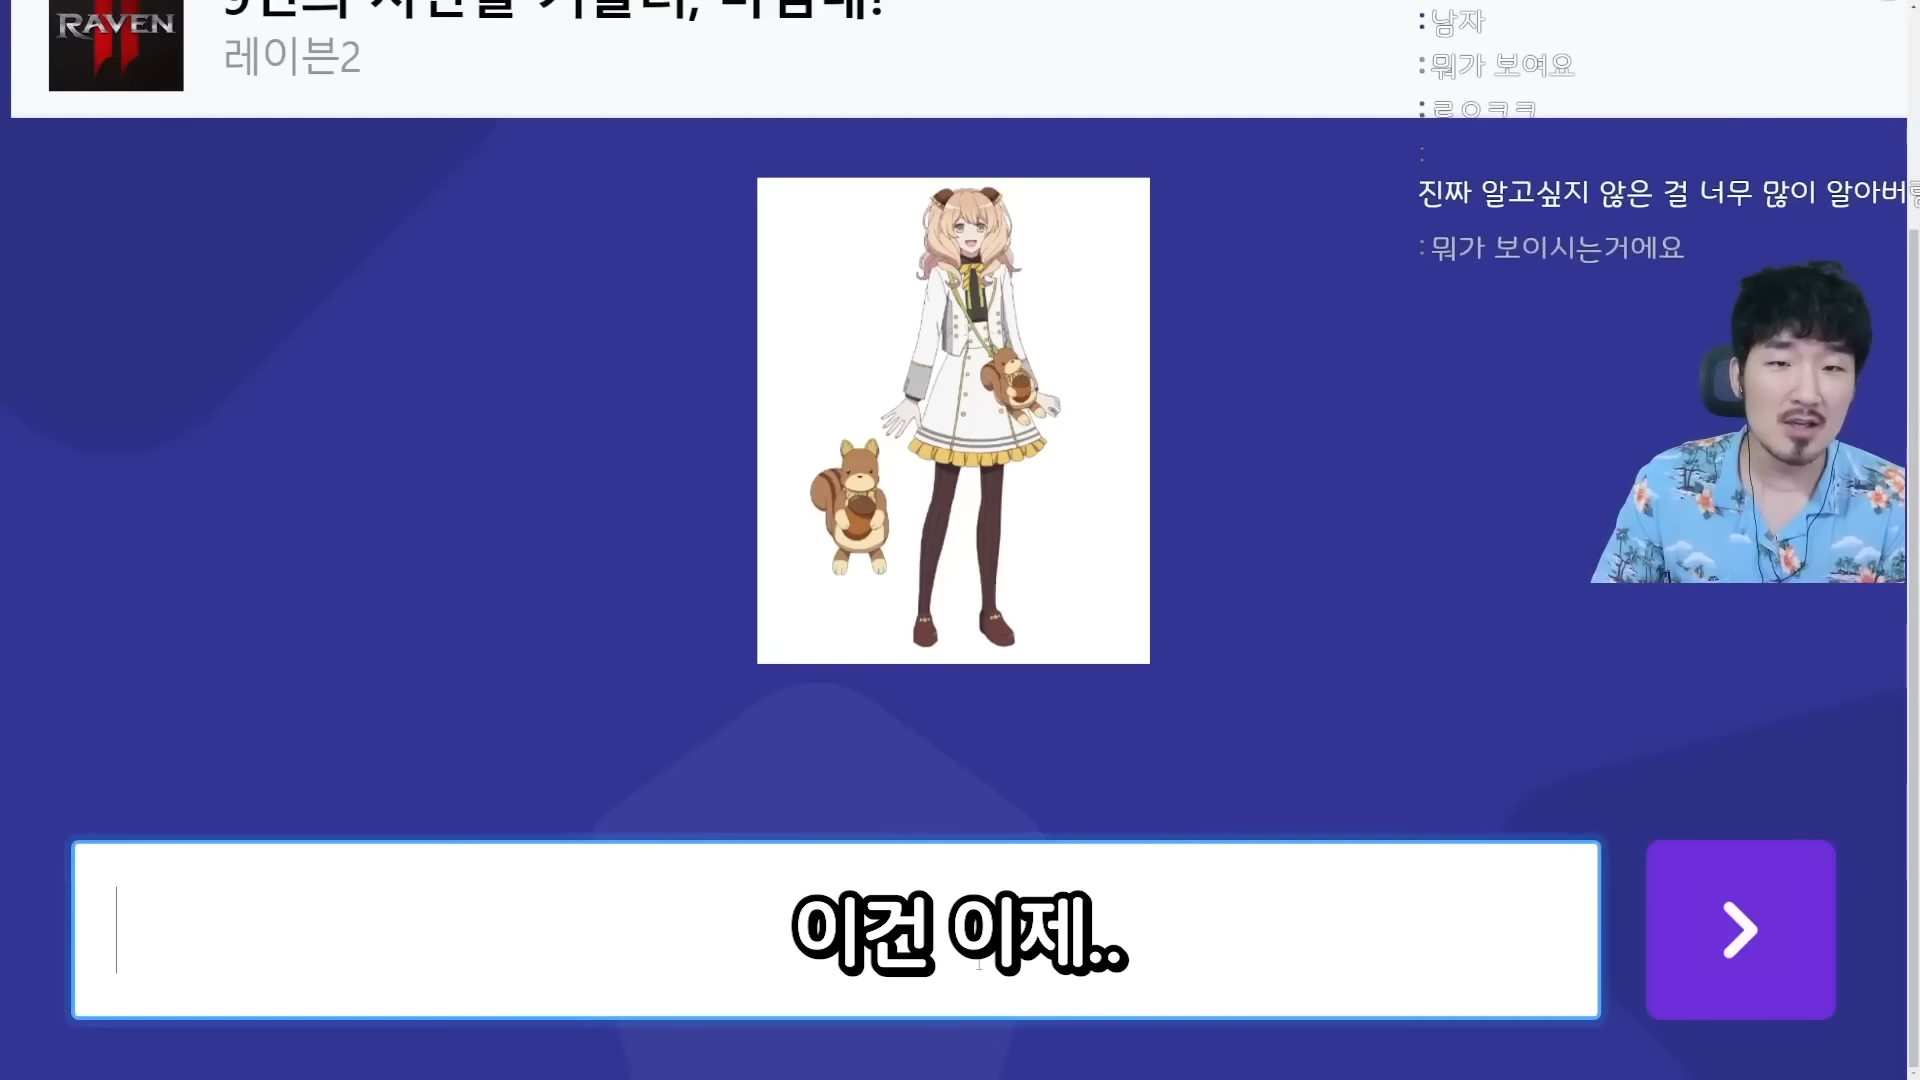 RAVEN
레이븐2
:남자
:뭐가 보여요
:
진짜 알고싶지 않은 걸 너무 많이 알아버
:뭐가 보이시는거에요
이건 이제..